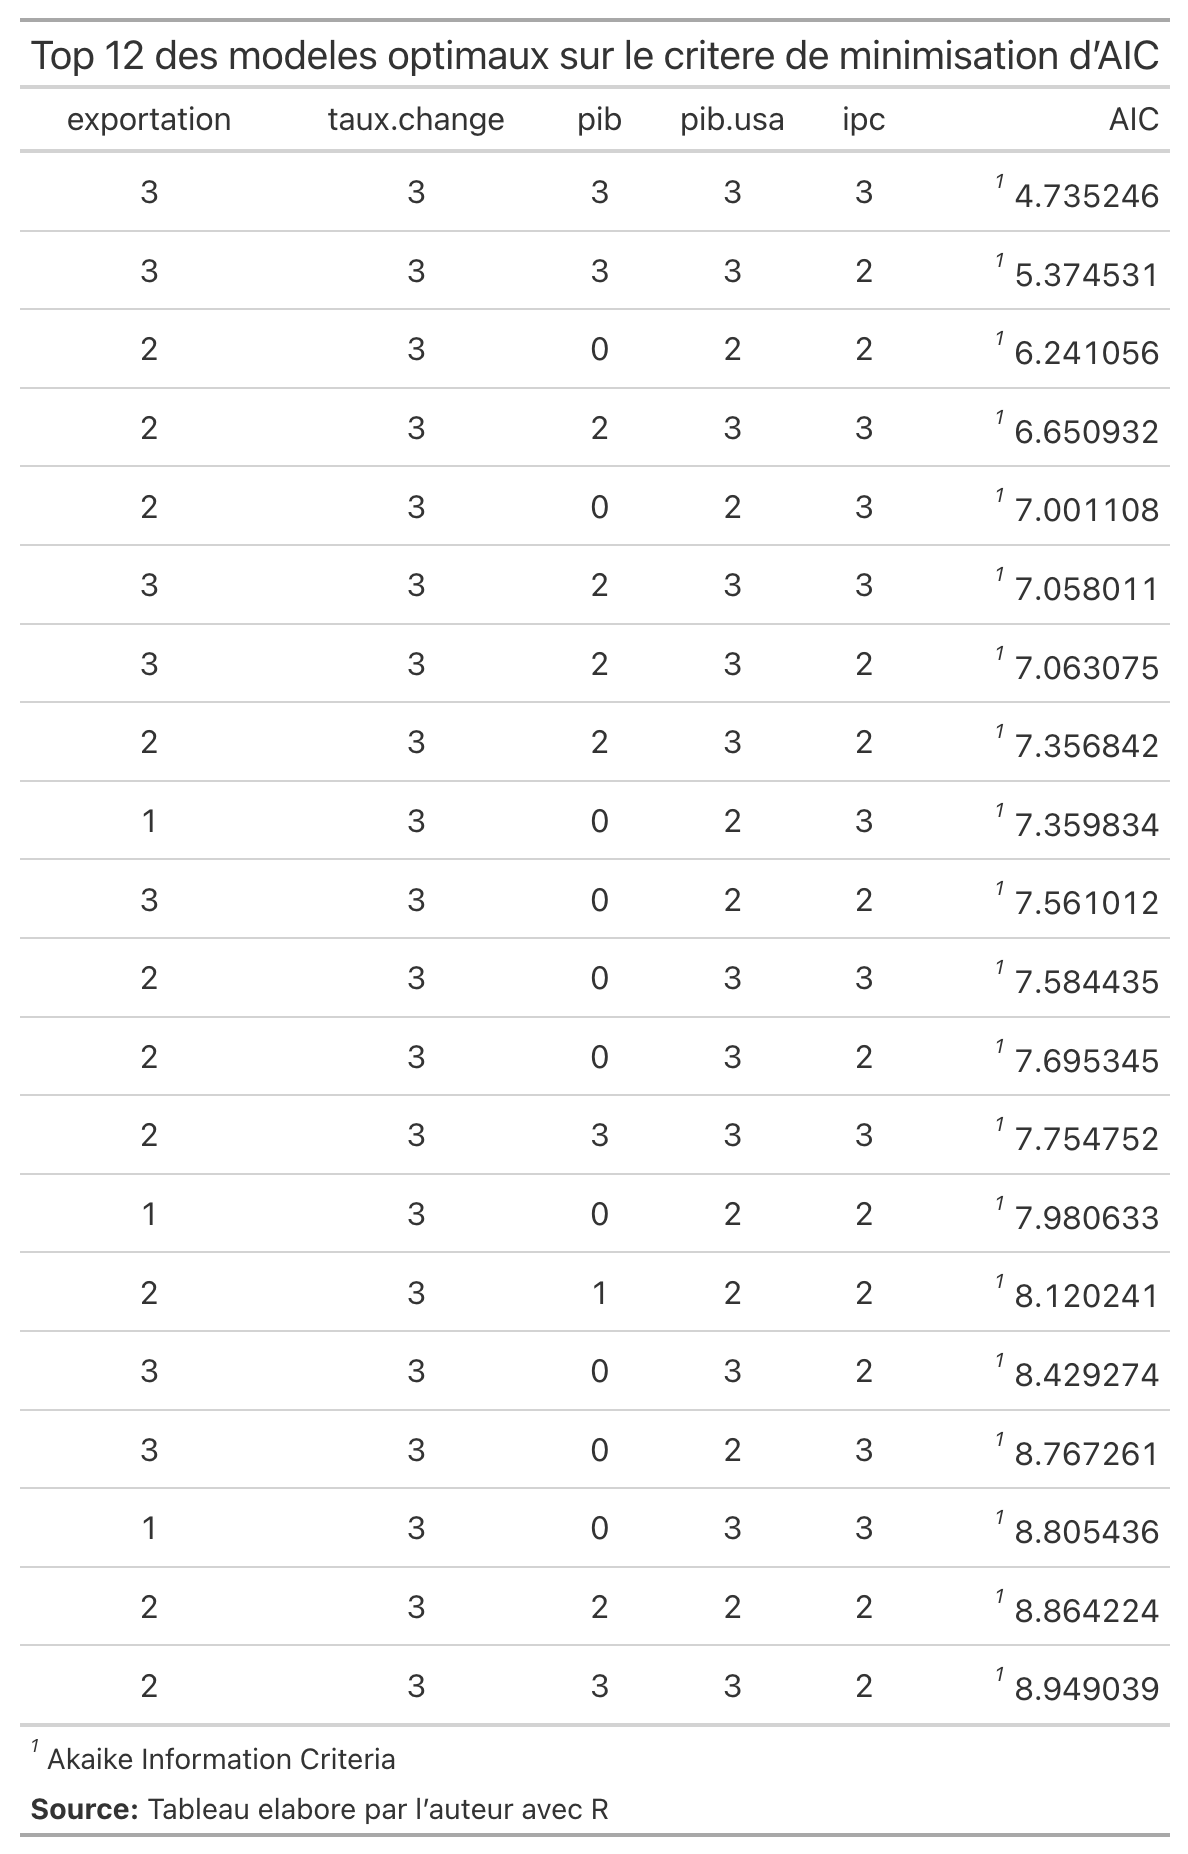 Top 12 des modeles optimaux sur le critere de minimisation d’AIC
exportation taux.change pib pib.usa ipc AIC
3 3 3 3 3 1 4.735246
3 3 3 3 2 1 5.374531
2 3 0 2 2 1 6.241056
2 3 2 3 3 1 6.650932
2 3 0 2 3 1 7.001108
3 3 2 3 3 1 7.058011
3 3 2 3 2 1 7.063075
2 3 2 3 2 1 7.356842
1 3 0 2 3 1 7.359834
3 3 0 2 2 1 7.561012
2 3 0 3 3 1 7.584435
2 3 0 3 2 1 7.695345
2 3 3 3 3 1 7.754752
1 3 0 2 2 1 7.980633
2 3 1 2 2 1 8.120241
3 3 0 3 2 1 8.429274
3 3 0 2 3 1 8.767261
1 3 0 3 3 1 8.805436
2 3 2 2 2 1 8.864224
2 3 3 3 2 1 8.949039
1 Akaike Information Criteria
Source: Tableau elabore par l’auteur avec R